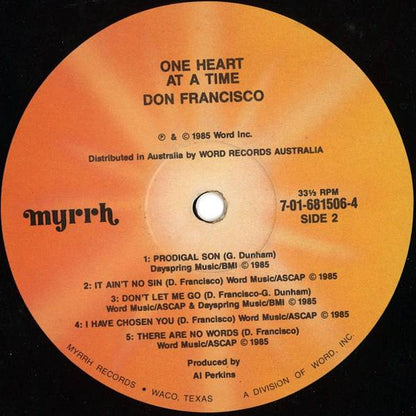 ONE HEART
AT A TIME
DON FRANCISCO
℗ & © 1985 Word Inc.
Distributed in Australia by WORD RECORDS AUSTRALIA
myrrh
33⅓ RPM
7-01-681506-4
SIDE 2
1: PRODIGAL SON (G. Dunham)
Dayspring Music/BMI © 1985
2: IT AIN'T NO SIN (D. Francisco) Word Music/ASCAP © 1985
3: DON'T LET ME GO (D. Francisco-G. Dunham)
Word Music/ASCAP & Dayspring Music/BMI © 1985
4: I HAVE CHOSEN YOU (D. Francisco) Word Music/ASCAP © 1985
5: THERE ARE NO WORDS (D. Francisco)
Word Music/ASCAP © 1985
Produced by
Al Perkins
MYRRH RECORDS • WACO, TEXAS • A DIVISION OF WORD, INC.